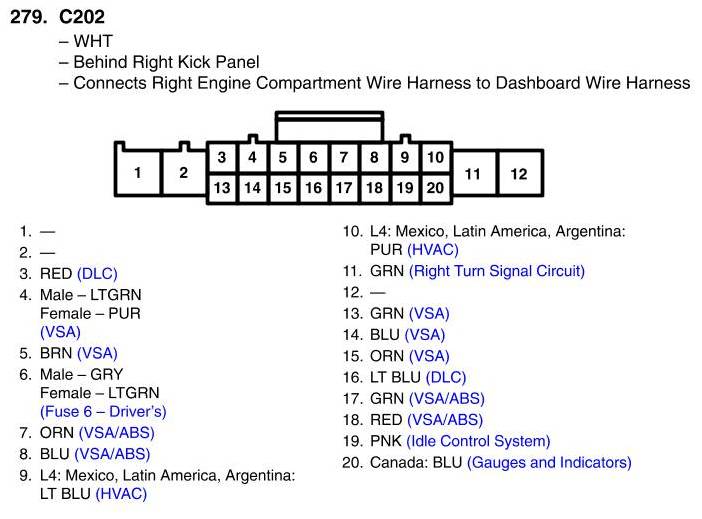 279. C202
– WHT
– Behind Right Kick Panel
– Connects Right Engine Compartment Wire Harness to Dashboard Wire Harness
1 2 3 4 5 6 7 8 9 10 11 12
13 14 15 16 17 18 19 20
1. —
2. —
3. RED (DLC)
4. Male – LTGRN
Female – PUR
(VSA)
5. BRN (VSA)
6. Male – GRY
Female – LTGRN
(Fuse 6 – Driver's)
7. ORN (VSA/ABS)
8. BLU (VSA/ABS)
9. L4: Mexico, Latin America, Argentina:
LT BLU (HVAC)
10. L4: Mexico, Latin America, Argentina:
PUR (HVAC)
11. GRN (Right Turn Signal Circuit)
12. —
13. GRN (VSA)
14. BLU (VSA)
15. ORN (VSA)
16. LT BLU (DLC)
17. GRN (VSA/ABS)
18. RED (VSA/ABS)
19. PNK (Idle Control System)
20. Canada: BLU (Gauges and Indicators)